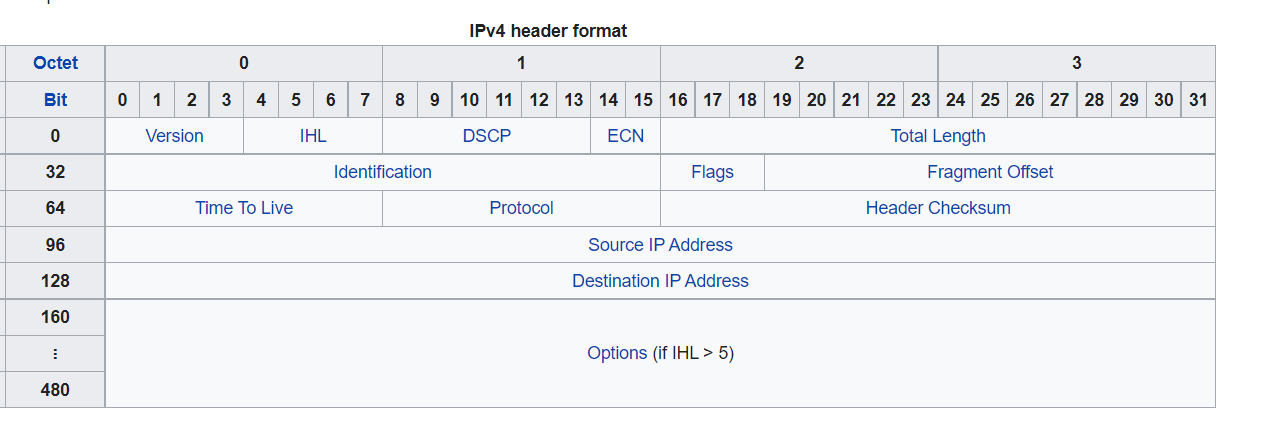 IPv4 header format
Octet 0 1 2 3
Bit 0 1 2 3 4 5 6 7 8 9 10 11 12 13 14 15 16 17 18 19 20 21 22 23 24 25 26 27 28 29 30 31
0 Version IHL DSCP ECN Total Length
32 Identification Flags Fragment Offset
64 Time To Live Protocol Header Checksum
96 Source IP Address
128 Destination IP Address
160
⋮ Options (if IHL > 5)
480